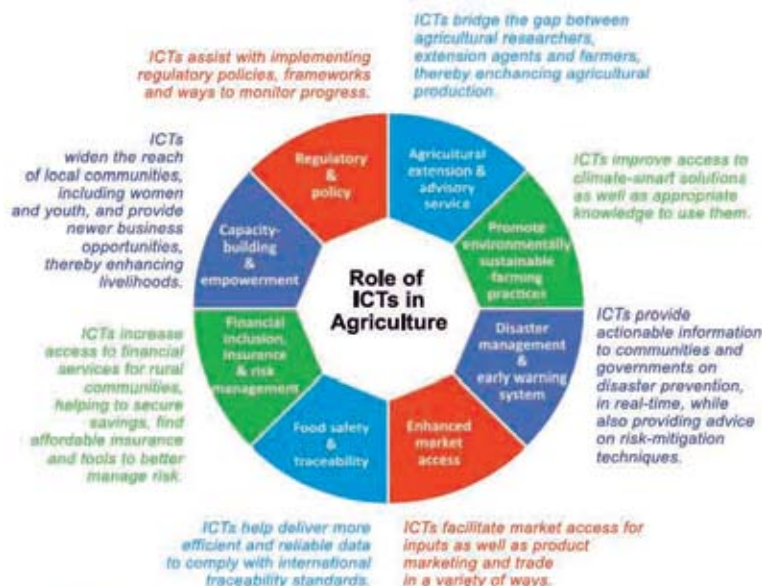 ICTs bridge the gap between
agricultural researchers,
extension agents and farmers,
thereby enchancing agricultural
production.
ICTs assist with implementing
regulatory policies, frameworks
and ways to monitor progress.
ICTs
widen the reach
of local communities,
including women
and youth, and provide
newer business
opportunities,
thereby enhancing
livelihoods.
Regulatory
&
policy
Agricultural
extension &
advisory
service
ICTs improve access to
climate-smart solutions
as well as appropriate
knowledge to use them.
Capacity-
building
&
empowerment
Promote
environmentally
sustainable
farming
practices
Role of
ICTs in
Agriculture
ICTs increase
access to financial
services for rural
communities,
helping to secure
savings, find
affordable insurance
and tools to better
manage risk.
Financial
inclusion,
insurance
& risk
management
Disaster
management
&
early warning
system
ICTs provide
actionable information
to communities and
governments on
disaster prevention,
in real-time, while
also providing advice
on risk-mitigation
techniques.
Food safety
&
traceability
Enhanced
market
access
ICTs help deliver more
efficient and reliable data
to comply with international
traceability standards.
ICTs facilitate market access for
inputs as well as product
marketing and trade
in a variety of ways.